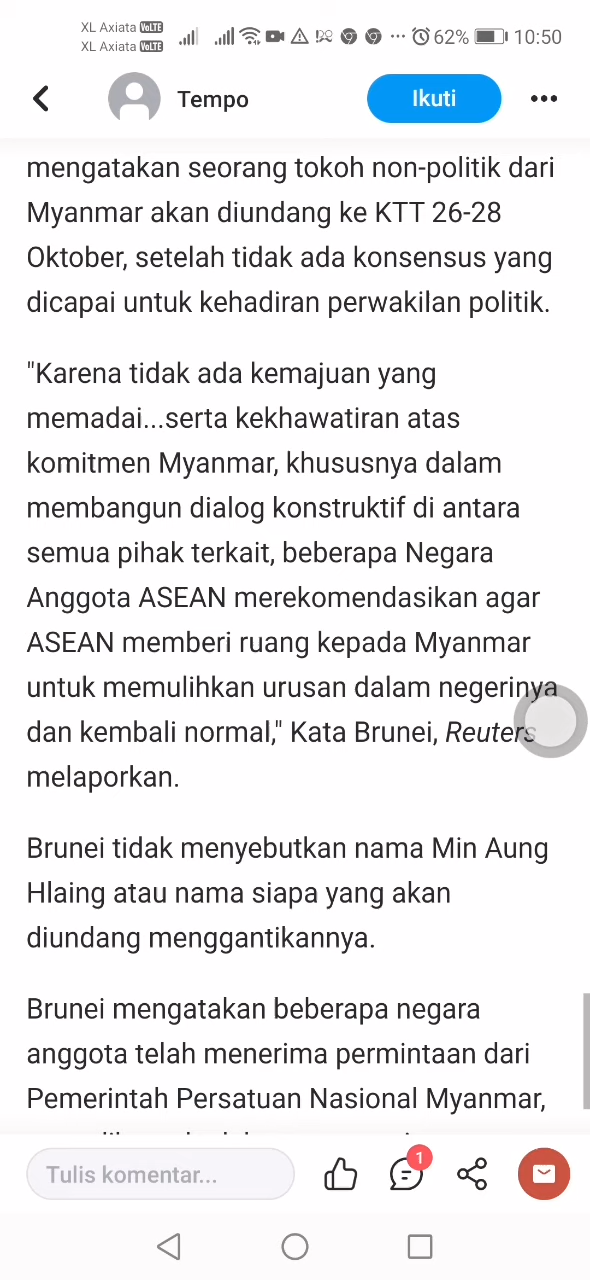 XL Axiata VoLTE
XL Axiata VoLTE
62% 10:50
Tempo
Ikuti
mengatakan seorang tokoh non-politik dari
Myanmar akan diundang ke KTT 26-28
Oktober, setelah tidak ada konsensus yang
dicapai untuk kehadiran perwakilan politik.
"Karena tidak ada kemajuan yang
memadai...serta kekhawatiran atas
komitmen Myanmar, khususnya dalam
membangun dialog konstruktif di antara
semua pihak terkait, beberapa Negara
Anggota ASEAN merekomendasikan agar
ASEAN memberi ruang kepada Myanmar
untuk memulihkan urusan dalam negerinya
dan kembali normal," Kata Brunei, Reuters
melaporkan.
Brunei tidak menyebutkan nama Min Aung
Hlaing atau nama siapa yang akan
diundang menggantikannya.
Brunei mengatakan beberapa negara
anggota telah menerima permintaan dari
Pemerintah Persatuan Nasional Myanmar,
Tulis komentar...
1